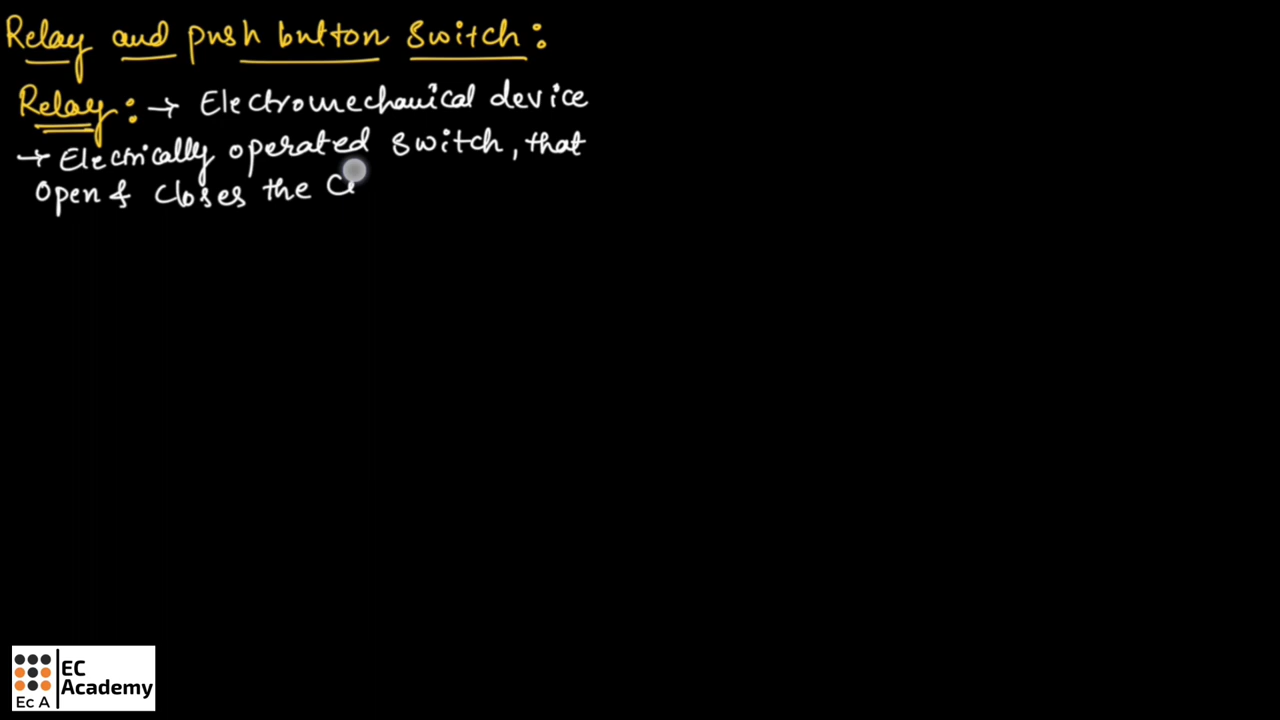 Relay and push button switch:
Relay: → Electromechanical device
→ Electrically operated switch, that
open & closes the
EC
Academy
Ec A